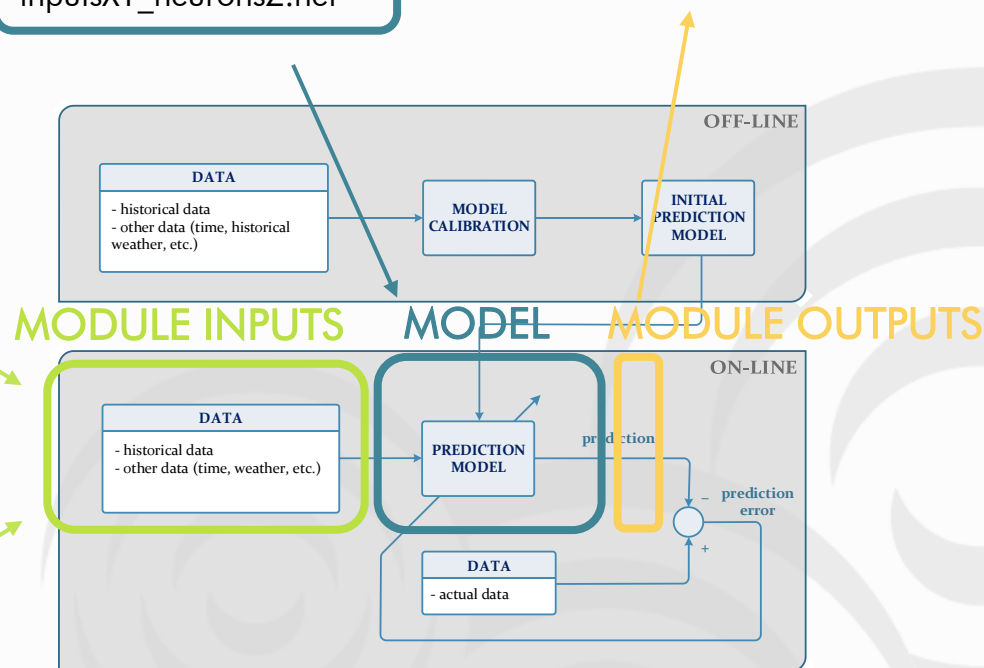 inputsXY_neuronsZ.net
OFF-LINE
DATA
- historical data
- other data (time, historical
weather, etc.)
MODEL
CALIBRATION
INITIAL
PREDICTION
MODEL
MODULE INPUTS
MODEL
MODULE OUTPUTS
ON-LINE
DATA
- historical data
- other data (time, weather, etc.)
PREDICTION
MODEL
prediction
–
prediction
error
+
DATA
- actual data